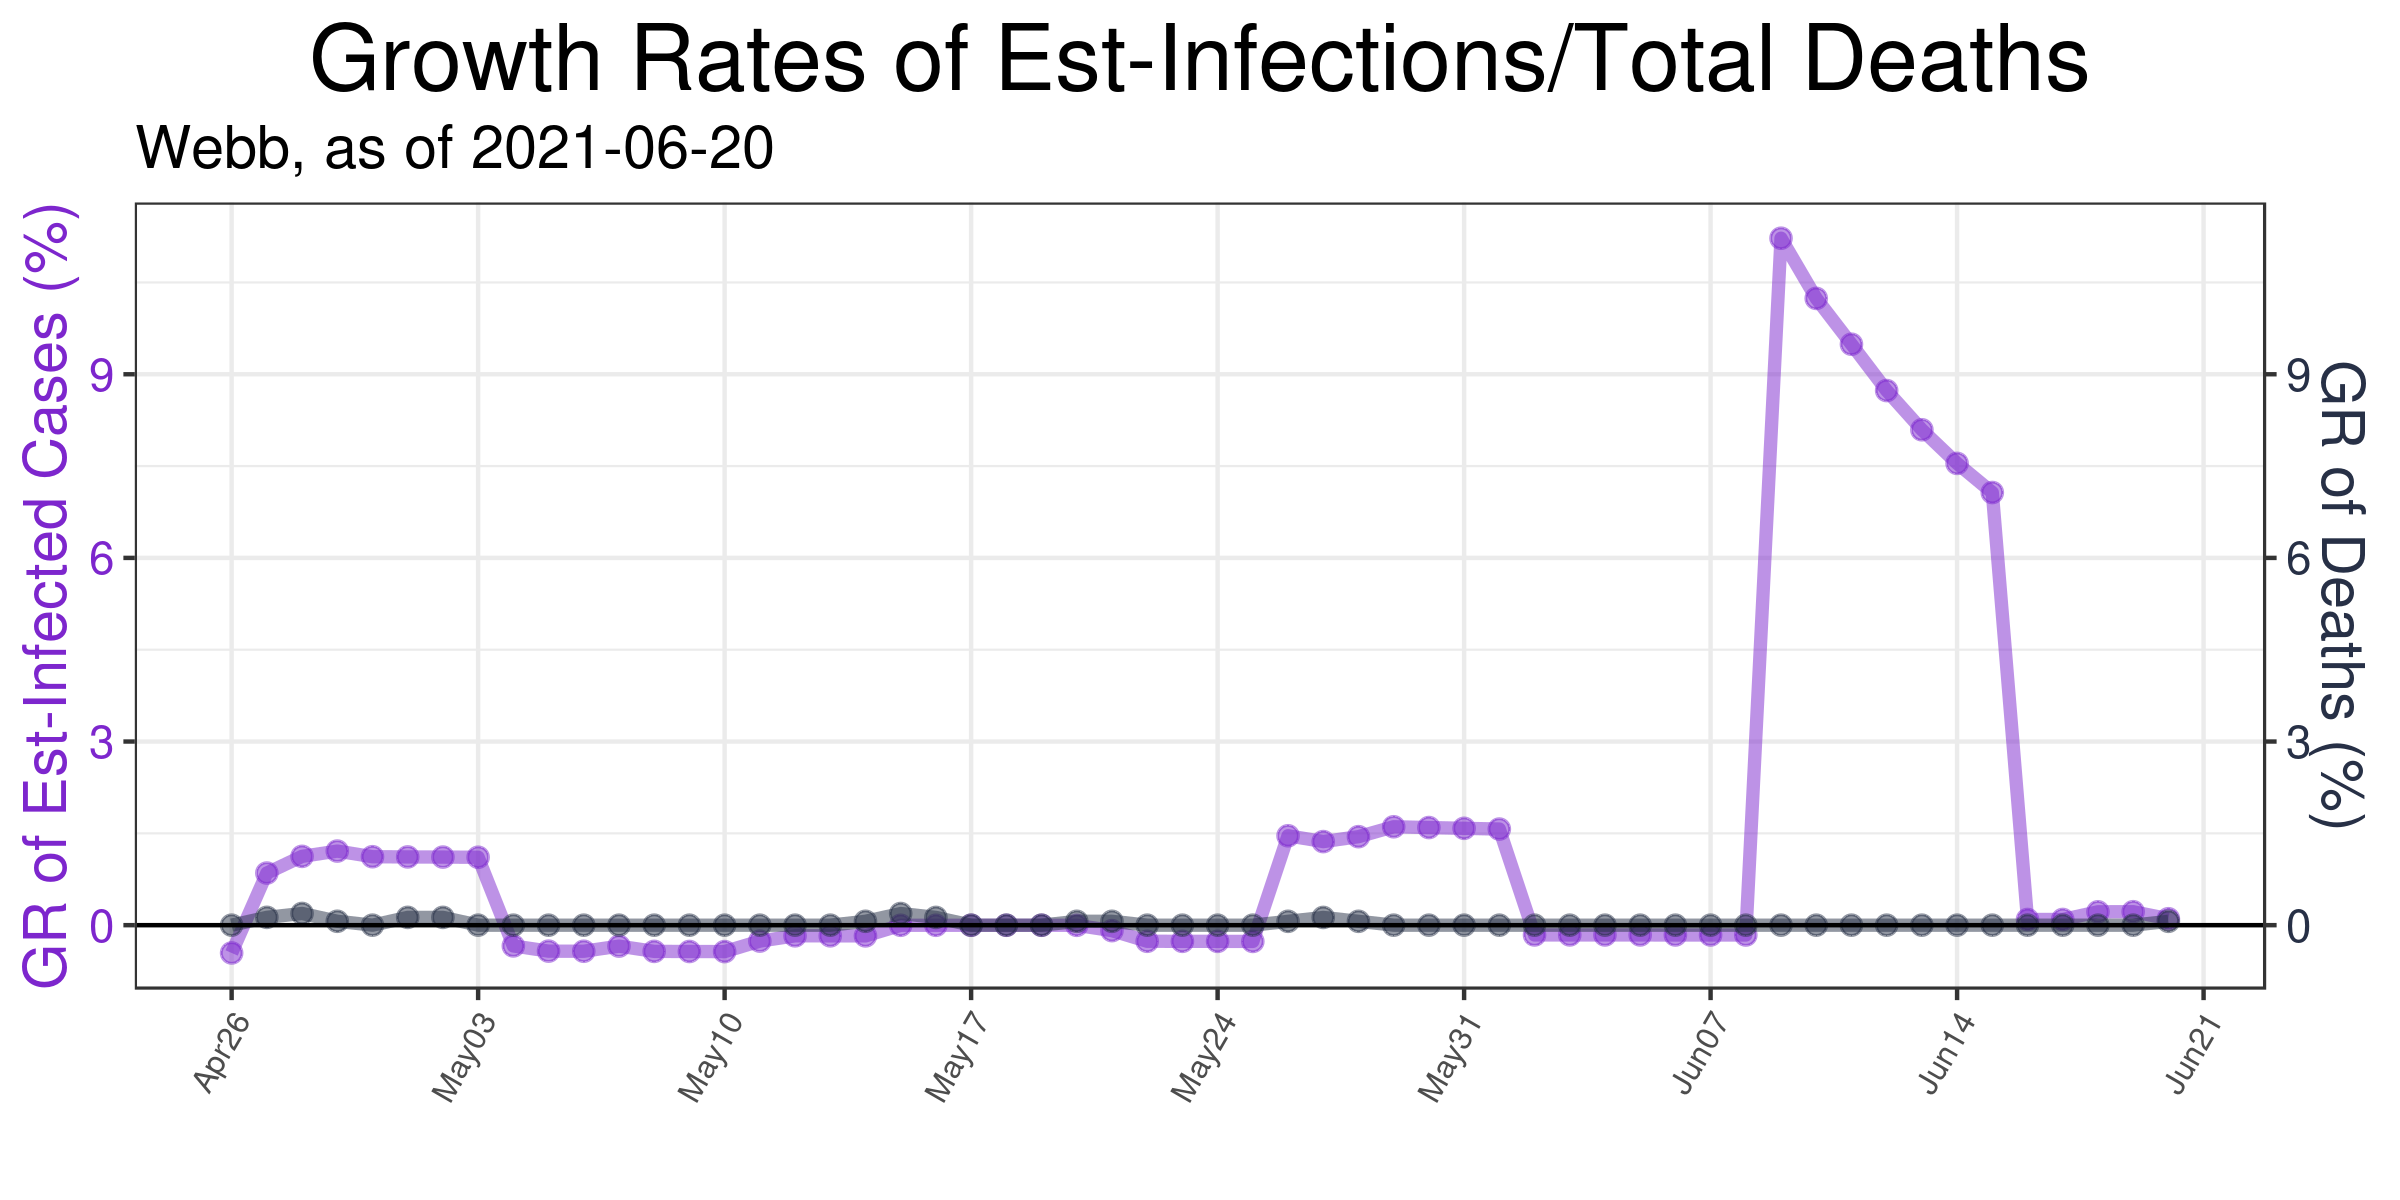 Growth Rates of Est-Infections/Total Deaths
Webb, as of 2021-06-20
GR of Est-Infected Cases (%)
9
6
3
0
9
6
3
0
GR of Deaths (%)
Apr26
May03
May10
May17
May24
May31
Jun07
Jun14
Jun21